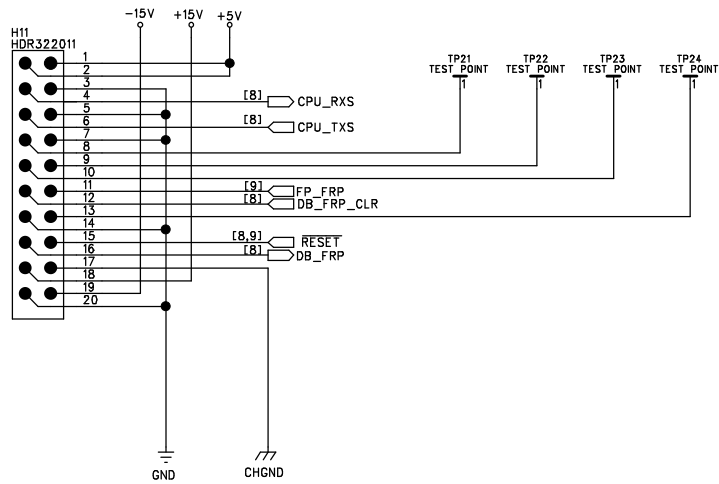 -15V
+15V
+5V
H11
HDR322011
1
2
3
4
5
6
7
8
9
10
11
12
13
14
15
16
17
18
19
20
[8]
CPU_RXS
[8]
CPU_TXS
[9]
FP_FRP
[8]
DB_FRP_CLR
[8,9]
RESET
[8]
DB_FRP
TP21
TEST POINT
1
TP22
TEST POINT
1
TP23
TEST POINT
1
TP24
TEST POINT
1
GND
CHGND